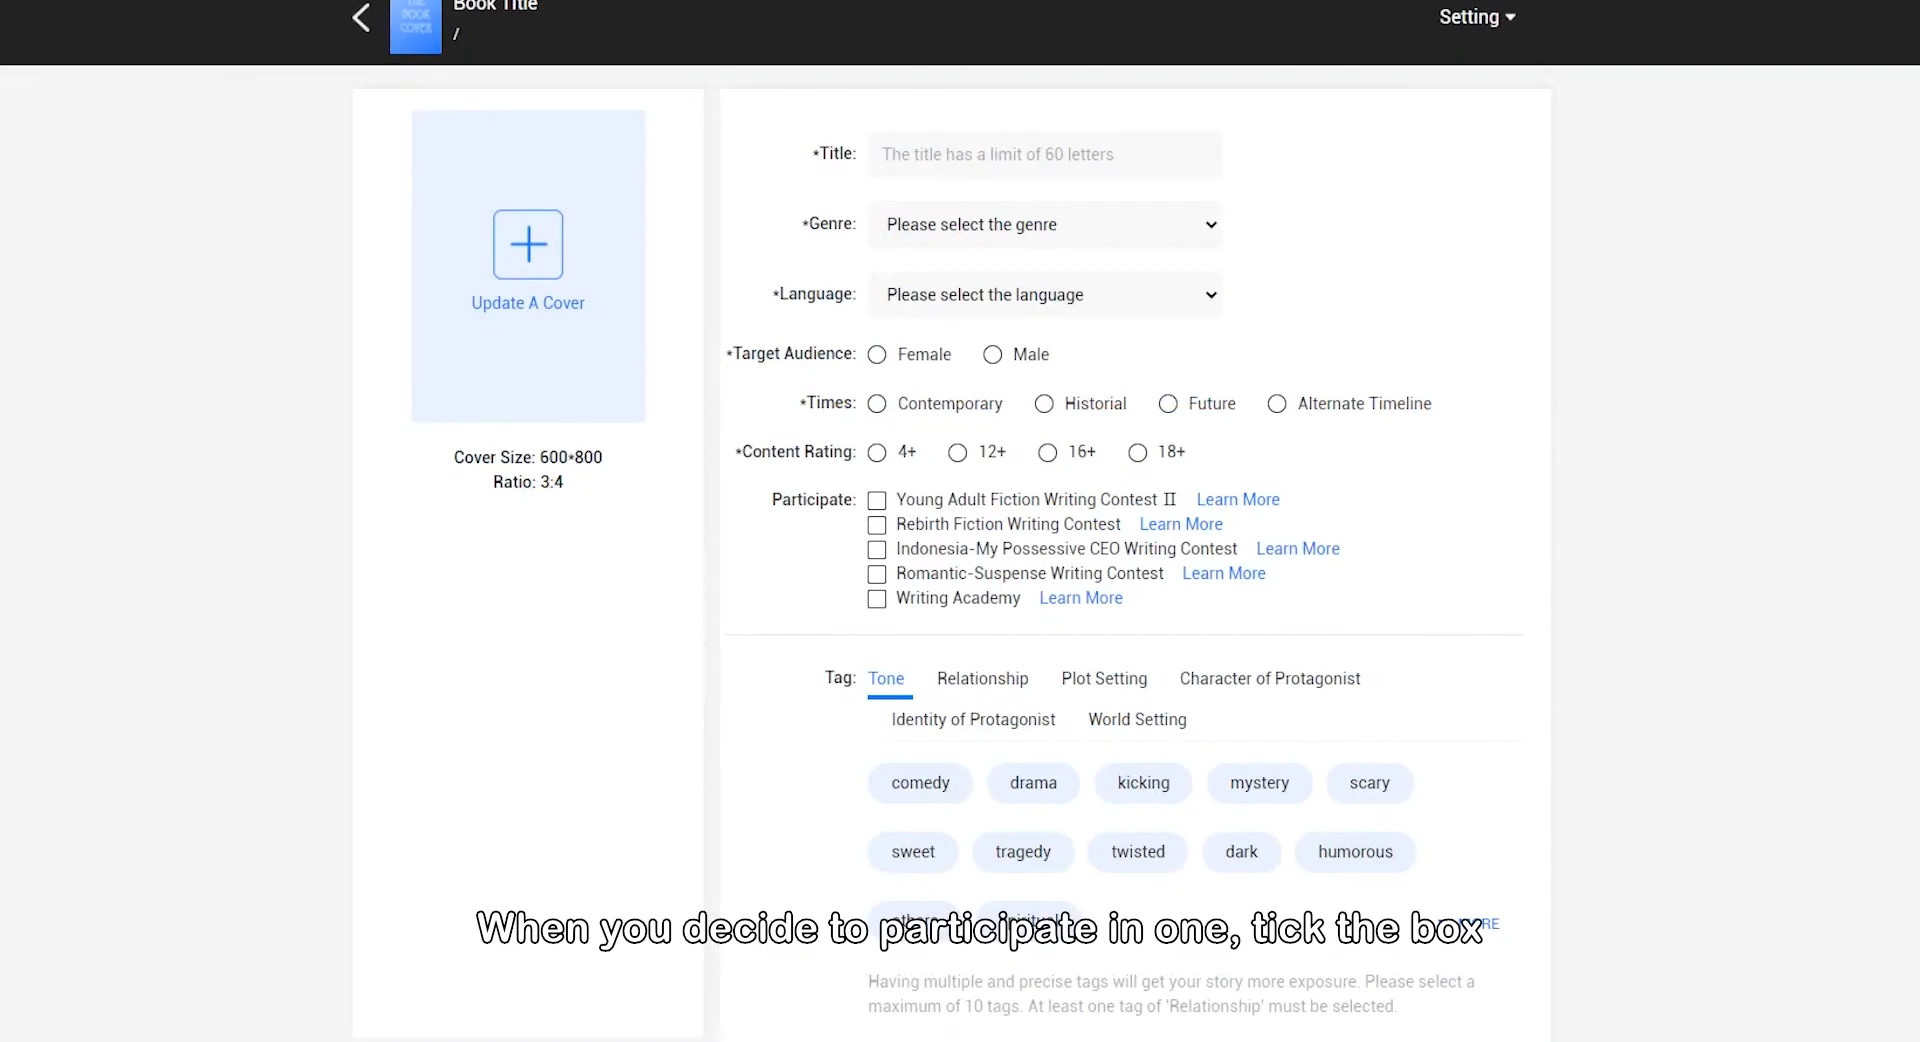 Book Title
THE
BOOK
COVER
/
Setting
Update A Cover
Cover Size: 600*800
Ratio: 3:4
*Title: The title has a limit of 60 letters
*Genre: Please select the genre
*Language: Please select the language
*Target Audience: Female Male
*Times: Contemporary Historial Future Alternate Timeline
*Content Rating: 4+ 12+ 16+ 18+
Participate: Young Adult Fiction Writing Contest Ⅱ Learn More
Rebirth Fiction Writing Contest Learn More
Indonesia-My Possessive CEO Writing Contest Learn More
Romantic-Suspense Writing Contest Learn More
Writing Academy Learn More
Tag: Tone Relationship Plot Setting Character of Protagonist
Identity of Protagonist World Setting
comedy drama kicking mystery scary
sweet tragedy twisted dark humorous
When you decide to participate in one, tick the box
Having multiple and precise tags will get your story more exposure. Please select a
maximum of 10 tags. At least one tag of 'Relationship' must be selected.